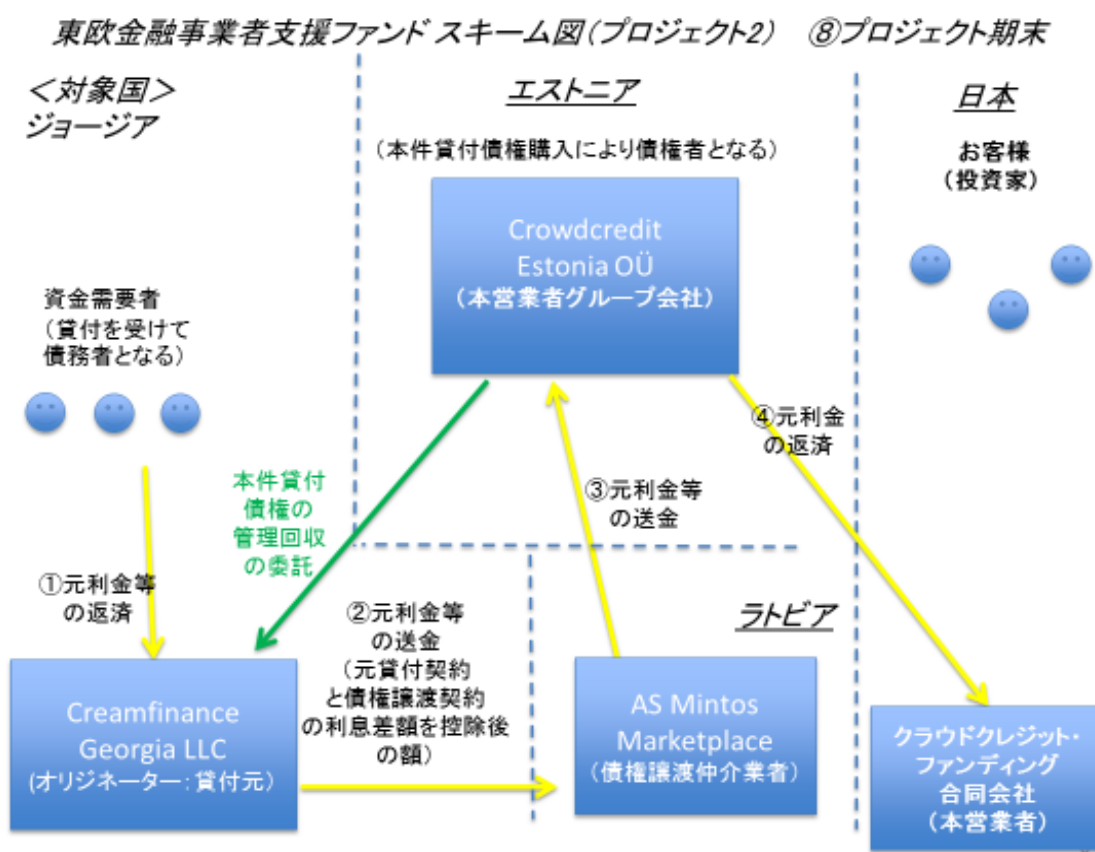 東欧金融事業者支援ファンド スキーム図(プロジェクト2) ⑧プロジェクト期末
<対象国>
ジョージア
エストニア
日本
(本件貸付債権購入により債権者となる)
お客様
(投資家)
Crowdcredit
Estonia OÜ
(本営業者グループ会社)
資金需要者
(貸付を受けて
債務者となる)
④元利金
の返済
本件貸付
債権の
管理回収
の委託
③元利金等
の送金
①元利金等
の返済
②元利金等
の送金
(元貸付契約
と債権譲渡契約
の利息差額を控除後
の額)
ラトビア
Creamfinance
Georgia LLC
(オリジネーター:貸付元)
AS Mintos
Marketplace
(債権譲渡仲介業者)
クラウドクレジット・
ファンディング
合同会社
(本営業者)